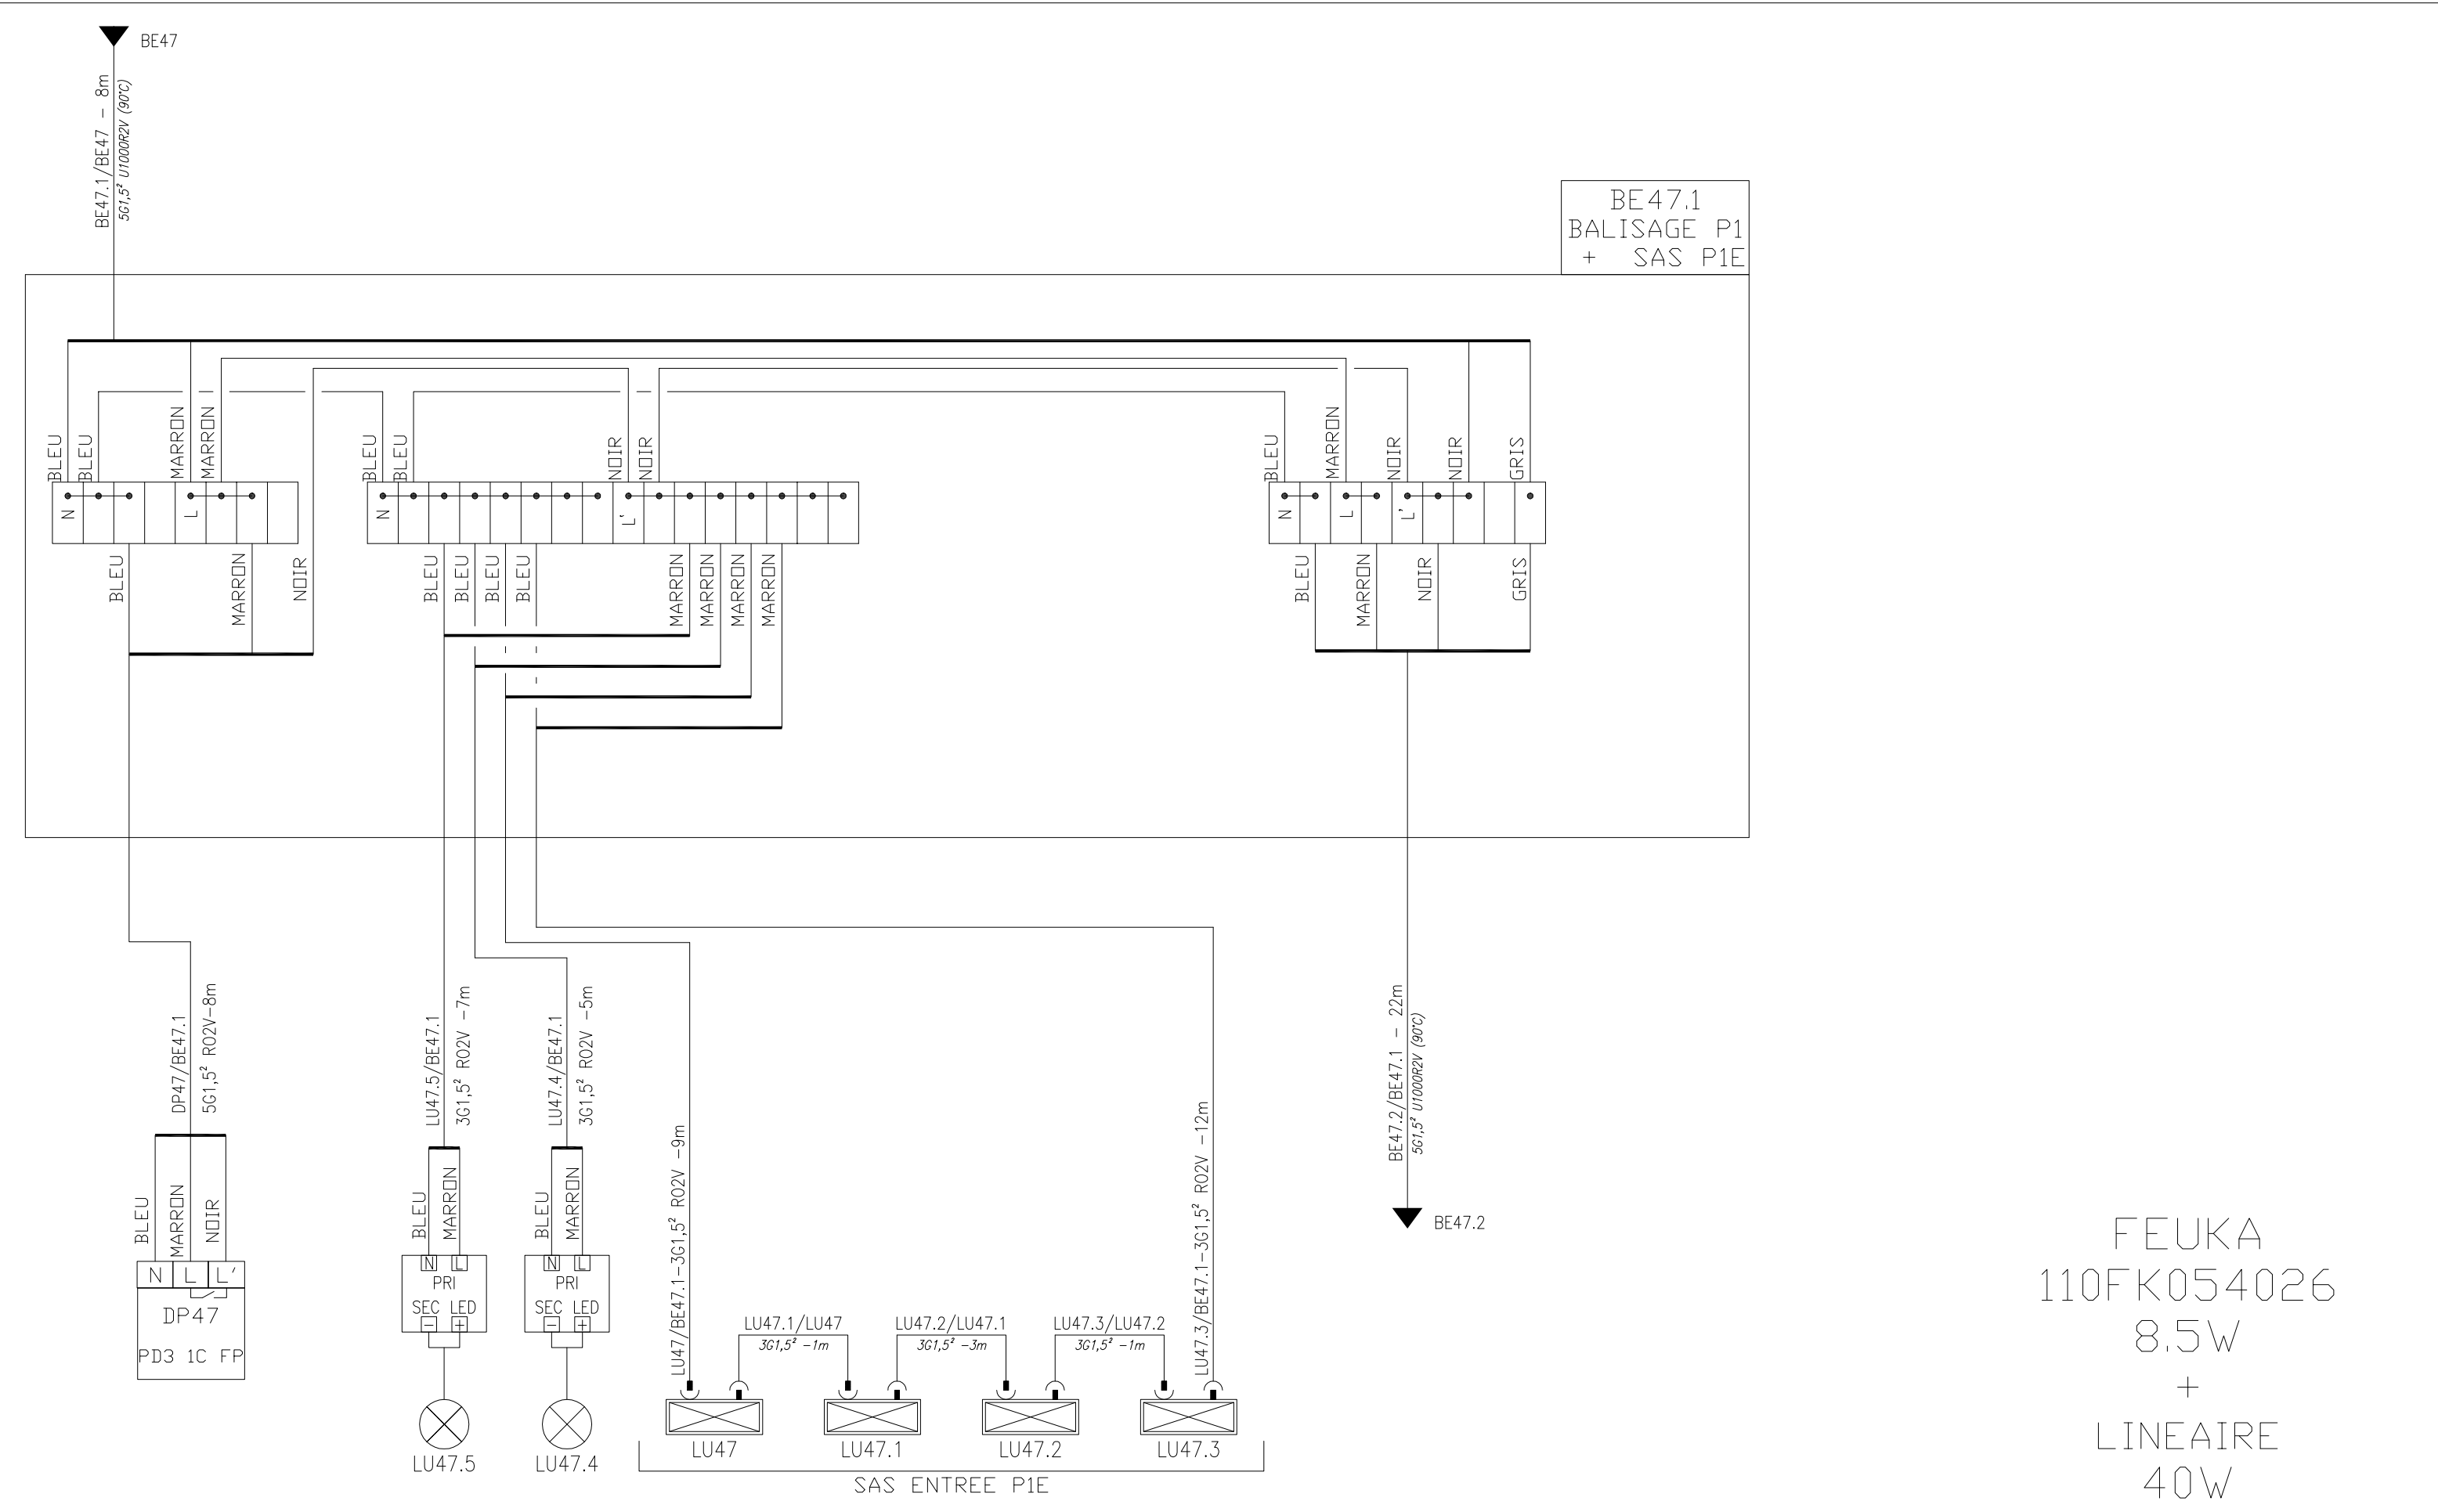 BE47
BE47.1/BE47 - 8m
5G1,5² U1000R2V (90°C)
BE47.1
BALISAGE P1
+ SAS P1E
BLEU
BLEU
MARRON
MARRON
BLEU
BLEU
NOIR
NOIR
BLEU
MARRON
NOIR
NOIR
GRIS
N
L
N
L'
N
L
L'
BLEU
MARRON
NOIR
BLEU
BLEU
BLEU
BLEU
MARRON
MARRON
MARRON
MARRON
BLEU
MARRON
NOIR
GRIS
DP47/BE47.1
5G1,5² RO2V-8m
LU47.5/BE47.1
3G1,5² RO2V -7m
LU47.4/BE47.1
3G1,5² RO2V -5m
LU47/BE47.1-3G1,5² RO2V -9m
LU47.3/BE47.1-3G1,5² RO2V -12m
BE47.2/BE47.1 - 22m
5G1,5² U1000R2V (90°C)
BE47.2
BLEU
MARRON
NOIR
BLEU
MARRON
BLEU
MARRON
N L L'
DP47
PD3 1C FP
N L
PRI
SEC LED
- +
LU47.5
N L
PRI
SEC LED
- +
LU47.4
LU47.1/LU47
3G1,5² -1m
LU47.2/LU47.1
3G1,5² -3m
LU47.3/LU47.2
3G1,5² -1m
LU47
LU47.1
LU47.2
LU47.3
SAS ENTREE P1E
FEUKA
110FK054026
8.5W
+
LINEAIRE
40W